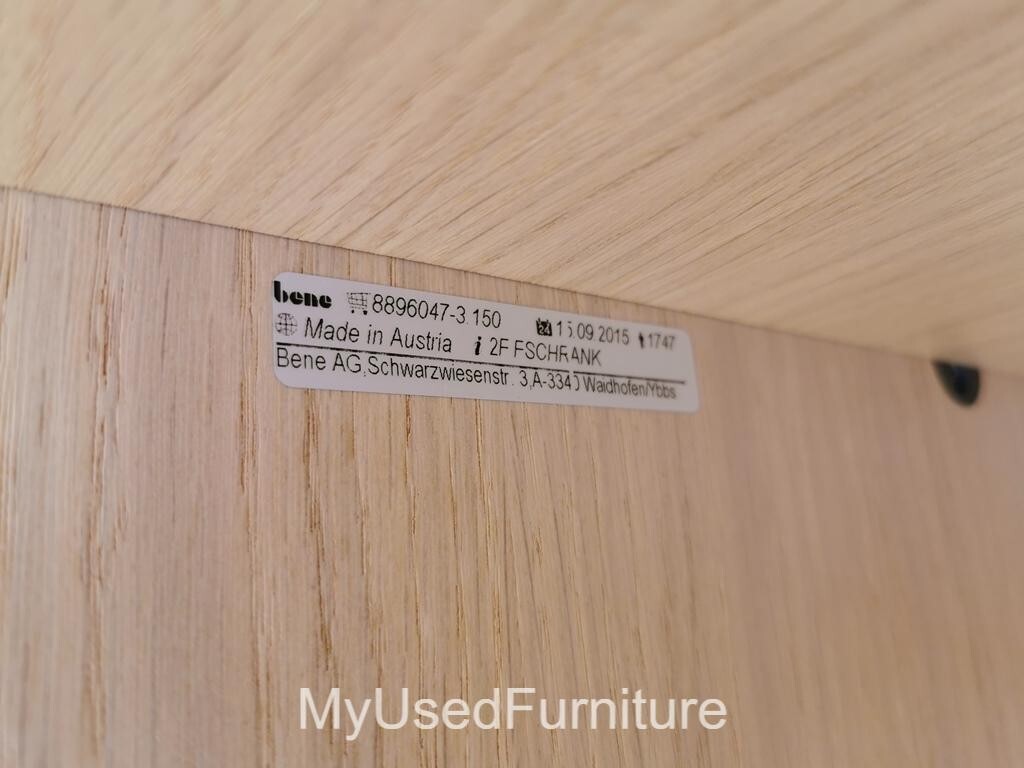 bene 8896047-3.150 15.09.2015 1747
Made in Austria i 2F FSCHRANK
Bene AG,Schwarzwiesenstr. 3,A-3340 Waidhofen/Ybbs
MyUsedFurniture